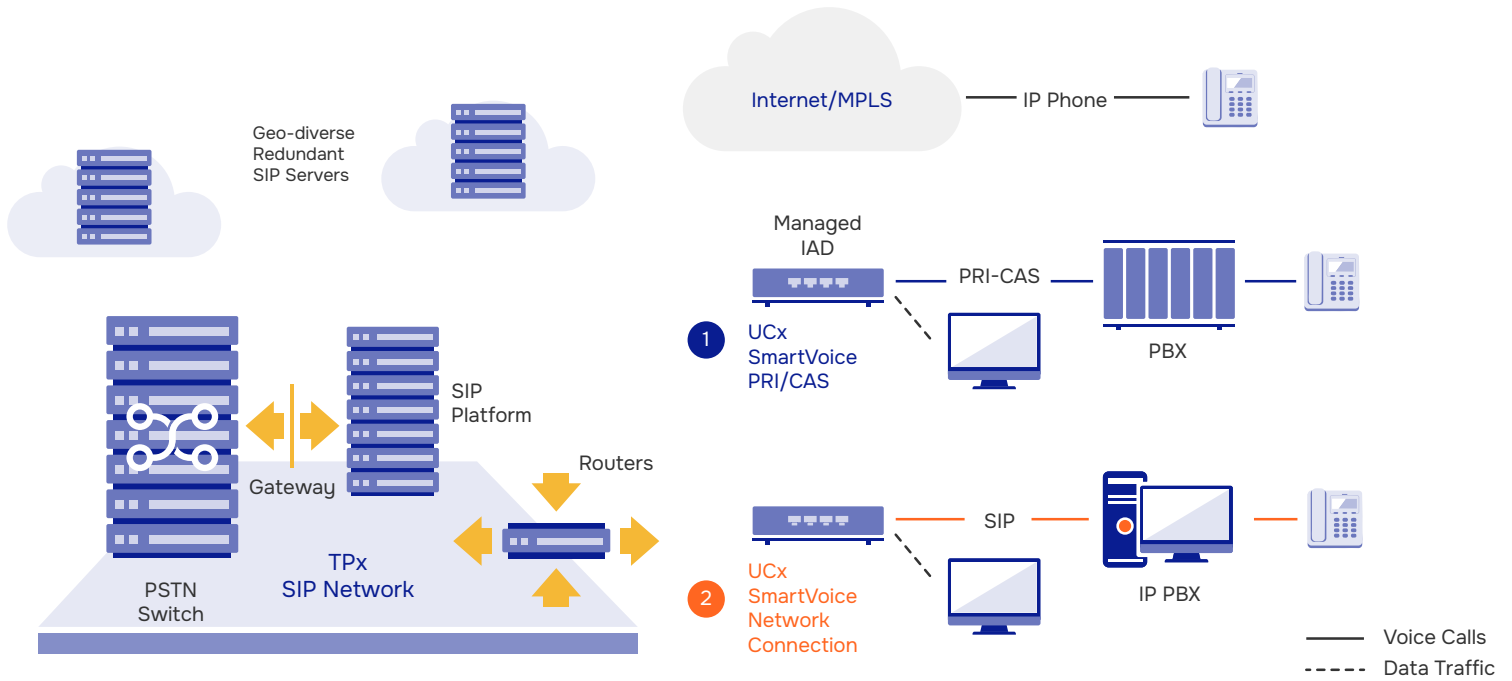 Internet/MPLS
IP Phone
Geo-diverse
Redundant
SIP Servers
Managed
IAD
PRI-CAS
1
UCx
SmartVoice
PRI/CAS
PBX
SIP
Platform
Gateway
Routers
TPx
SIP Network
PSTN
Switch
SIP
2
UCx
SmartVoice
Network
Connection
IP PBX
Voice Calls
Data Traffic